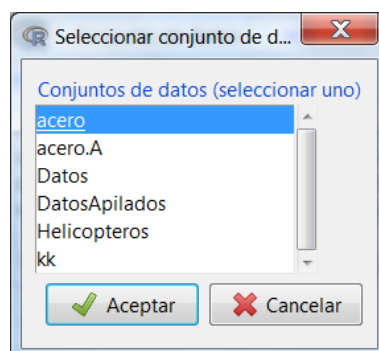 Seleccionar conjunto de d...
Conjuntos de datos (seleccionar uno)
acero
acero.A
Datos
DatosApilados
Helicopteros
kk
Aceptar Cancelar